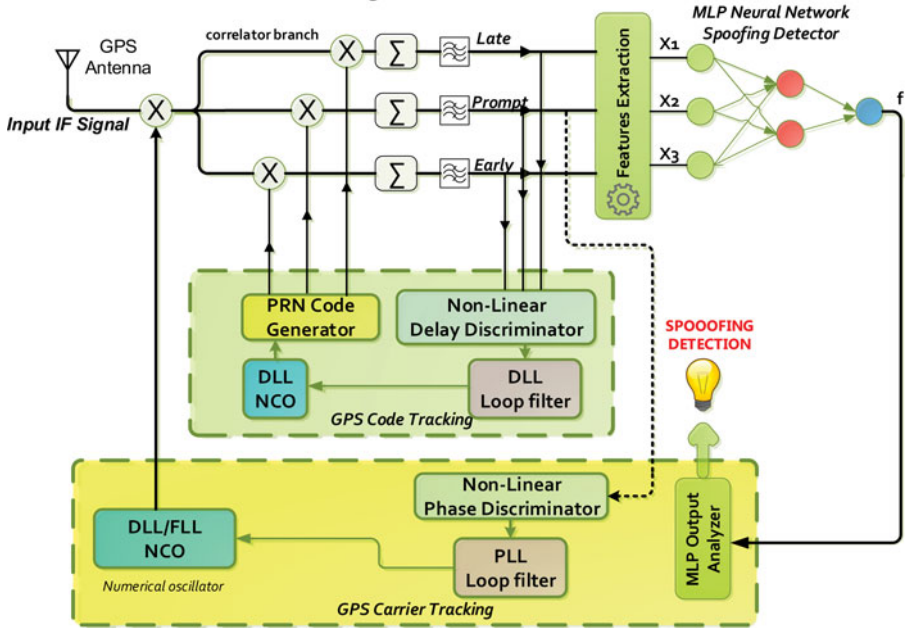 MLP Neural Network
Spoofing Detector
GPS
Antenna
Input IF Signal
correlator branch
X
X
X
X
Σ
Σ
Σ
Late
Prompt
Early
Features Extraction
X1
X2
X3
f
PRN Code
Generator
Non-Linear
Delay Discriminator
DLL
NCO
DLL
Loop filter
GPS Code Tracking
SPOOOFING
DETECTION
Non-Linear
Phase Discriminator
DLL/FLL
NCO
Numerical oscillator
PLL
Loop filter
MLP Output
Analyzer
GPS Carrier Tracking